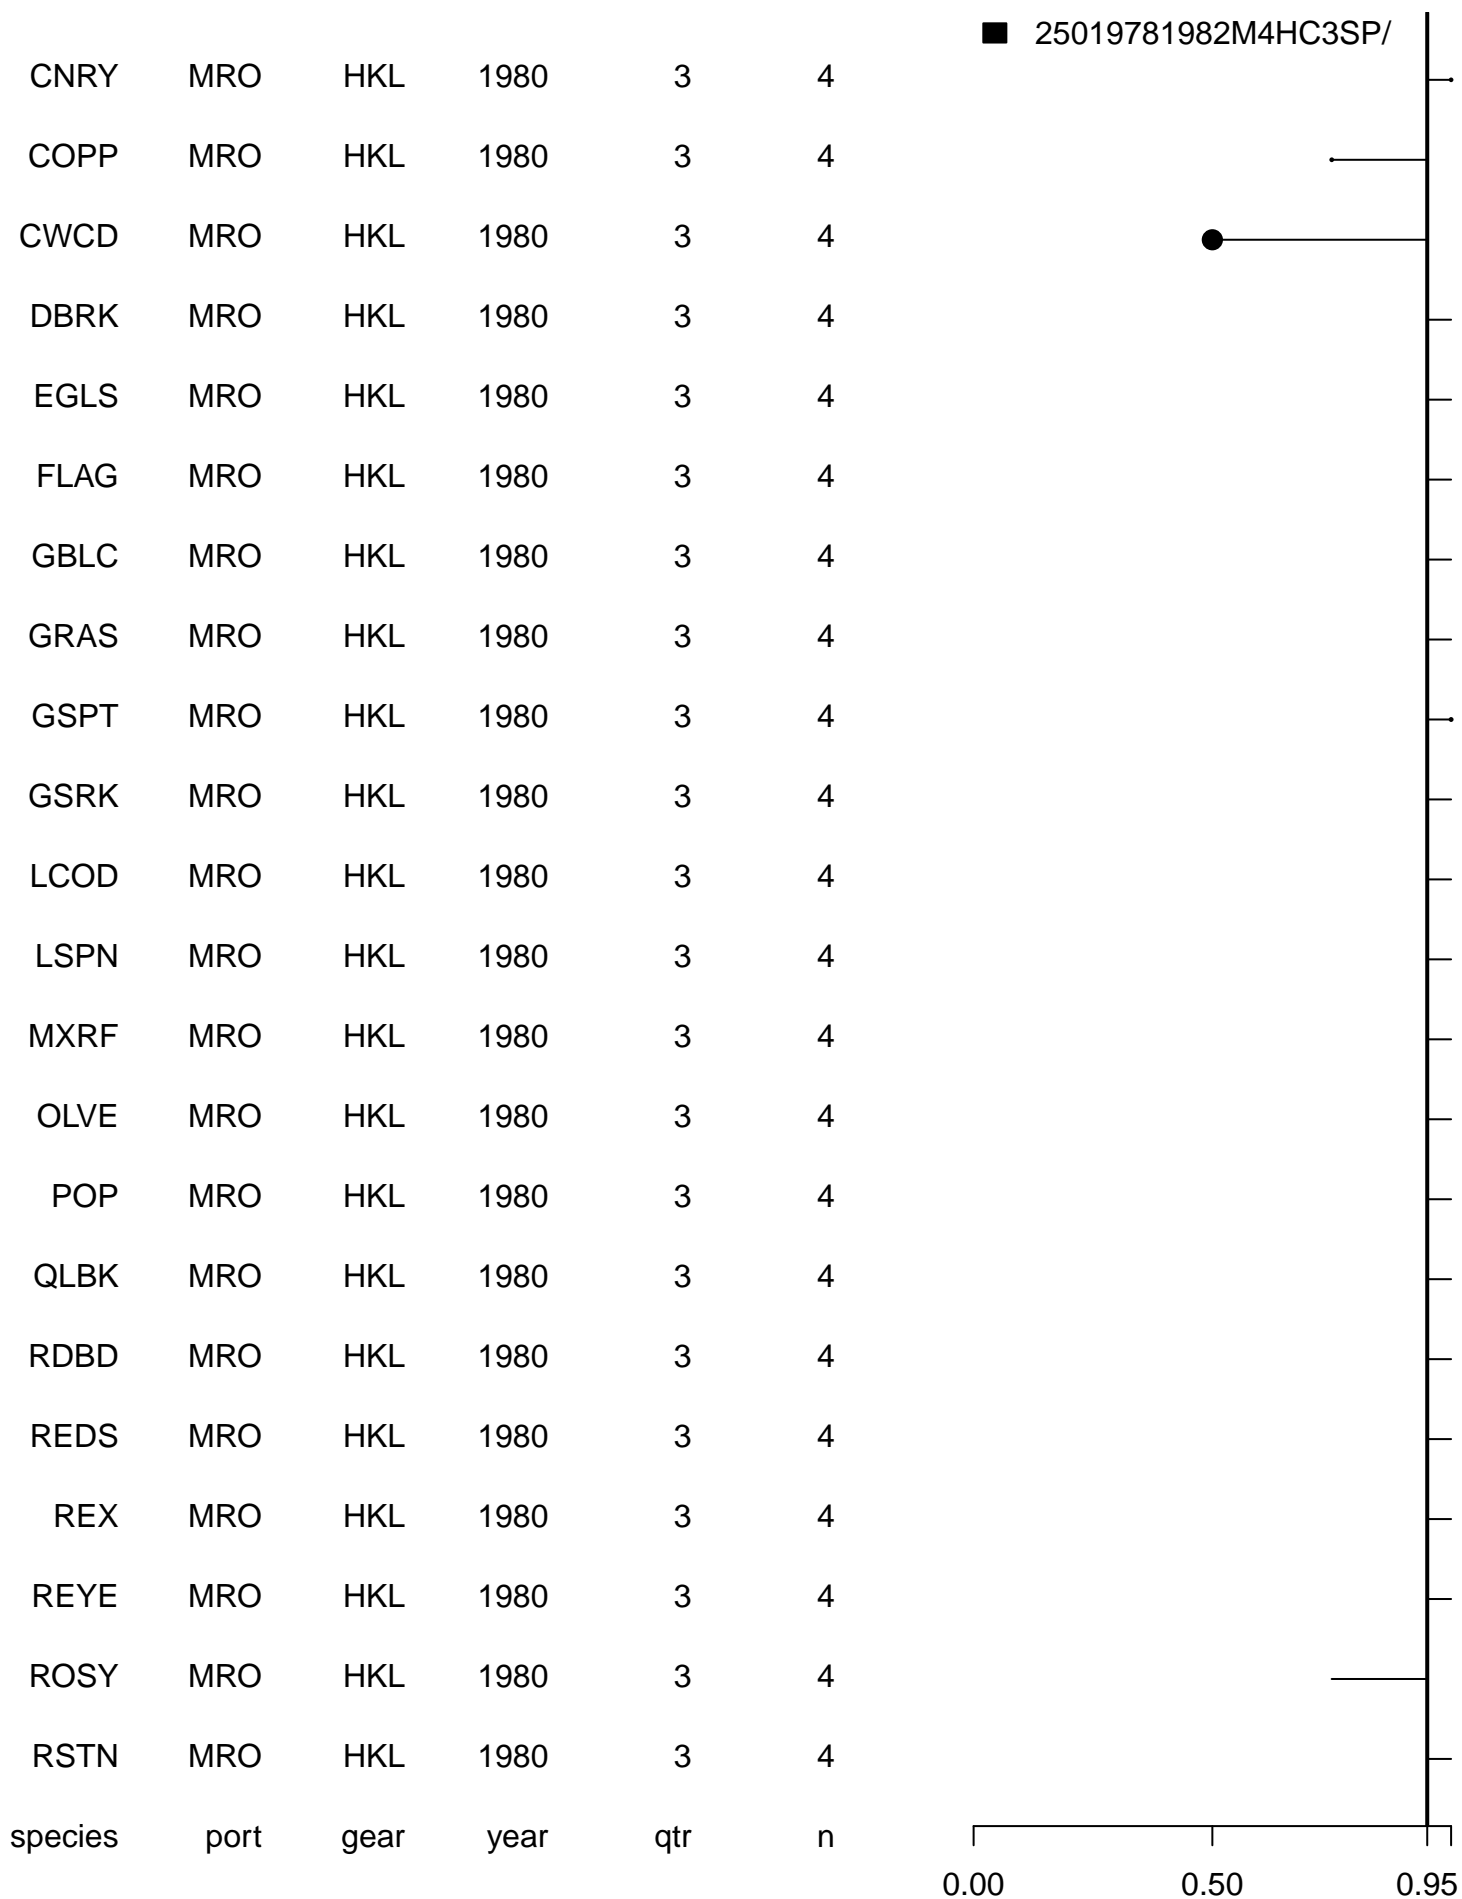 25019781982M4HC3SP/
CNRY MRO HKL 1980 3 4
COPP MRO HKL 1980 3 4
CWCD MRO HKL 1980 3 4
DBRK MRO HKL 1980 3 4
EGLS MRO HKL 1980 3 4
FLAG MRO HKL 1980 3 4
GBLC MRO HKL 1980 3 4
GRAS MRO HKL 1980 3 4
GSPT MRO HKL 1980 3 4
GSRK MRO HKL 1980 3 4
LCOD MRO HKL 1980 3 4
LSPN MRO HKL 1980 3 4
MXRF MRO HKL 1980 3 4
OLVE MRO HKL 1980 3 4
POP MRO HKL 1980 3 4
QLBK MRO HKL 1980 3 4
RDBD MRO HKL 1980 3 4
REDS MRO HKL 1980 3 4
REX MRO HKL 1980 3 4
REYE MRO HKL 1980 3 4
ROSY MRO HKL 1980 3 4
RSTN MRO HKL 1980 3 4
species port gear year qtr n
0.00 0.50 0.95